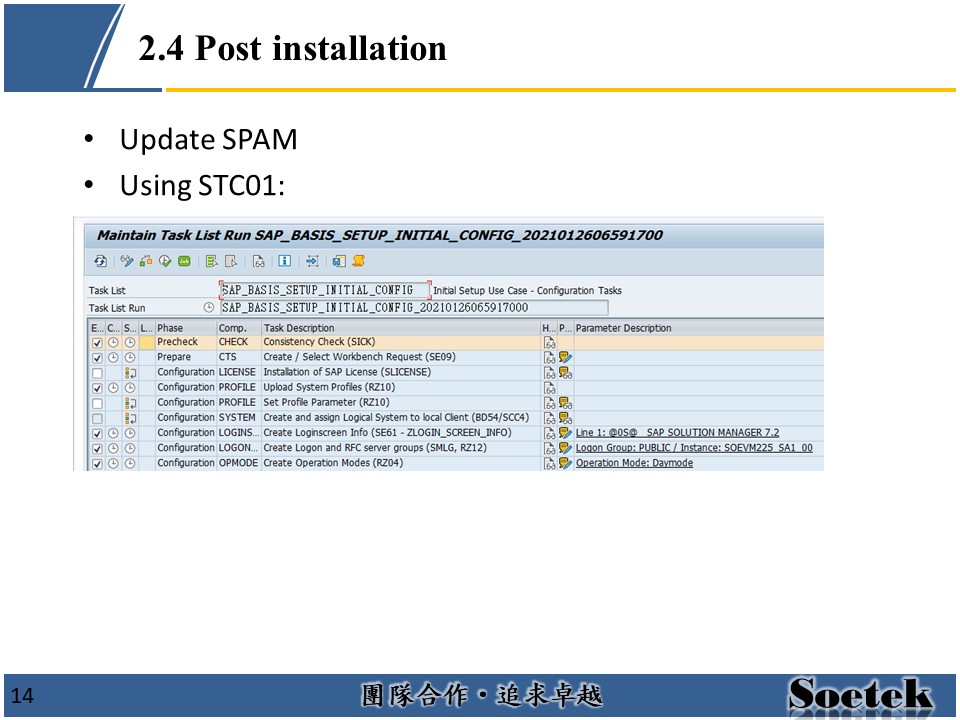 2.4 Post installation
• Update SPAM
• Using STC01:
Maintain Task List Run SAP_BASIS_SETUP_INITIAL_CONFIG_2021012606591700
Task List SAP_BASIS_SETUP_INITIAL_CONFIG Initial Setup Use Case - Configuration Tasks
Task List Run SAP_BASIS_SETUP_INITIAL_CONFIG_20210126065917000
E... C... S... L... Phase Comp. Task Description H... P... Parameter Description
Precheck CHECK Consistency Check (SICK)
Prepare CTS Create / Select Workbench Request (SE09)
Configuration LICENSE Installation of SAP License (SLICENSE)
Configuration PROFILE Upload System Profiles (RZ10)
Configuration PROFILE Set Profile Parameter (RZ10)
Configuration SYSTEM Create and assign Logical System to local Client (BD54/SCC4)
Configuration LOGINS... Create Loginscreen Info (SE61 - ZLOGIN_SCREEN_INFO) Line 1: @0S@ SAP SOLUTION MANAGER 7.2
Configuration LOGON... Create Logon and RFC server groups (SMLG, RZ12) Logon Group: PUBLIC / Instance: SOEVM225_SA1_00
Configuration OPMODE Create Operation Modes (RZ04) Operation Mode: Daymode
14 團隊合作・追求卓越 Soetek